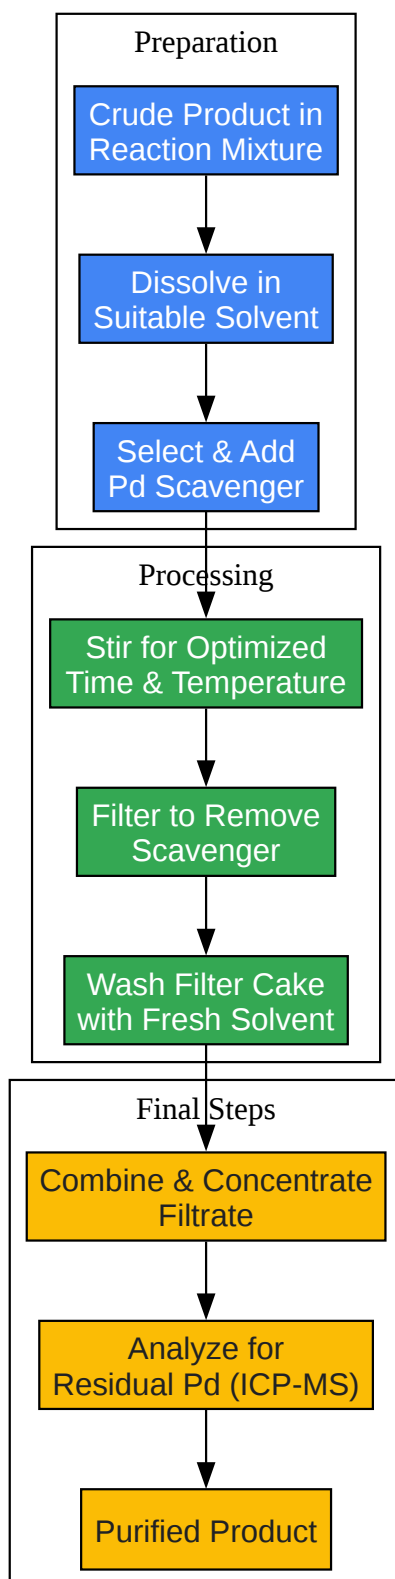 Preparation
Crude Product in
Reaction Mixture
Dissolve in
Suitable Solvent
Select & Add
Pd Scavenger
Processing
Stir for Optimized
Time & Temperature
Filter to Remove
Scavenger
Wash Filter Cake
with Fresh Solvent
Final Steps
Combine & Concentrate
Filtrate
Analyze for
Residual Pd (ICP-MS)
Purified Product